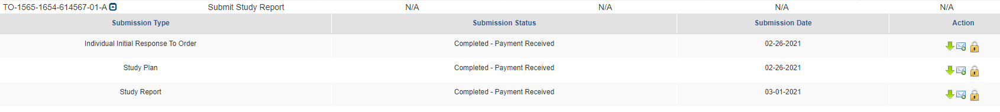 TO-1565-1654-614567-01-A Submit Study Report N/A N/A N/A N/A
Submission Type Submission Status Submission Date Action
Individual Initial Response To Order Completed - Payment Received 02-26-2021
Study Plan Completed - Payment Received 02-26-2021
Study Report Completed - Payment Received 03-01-2021